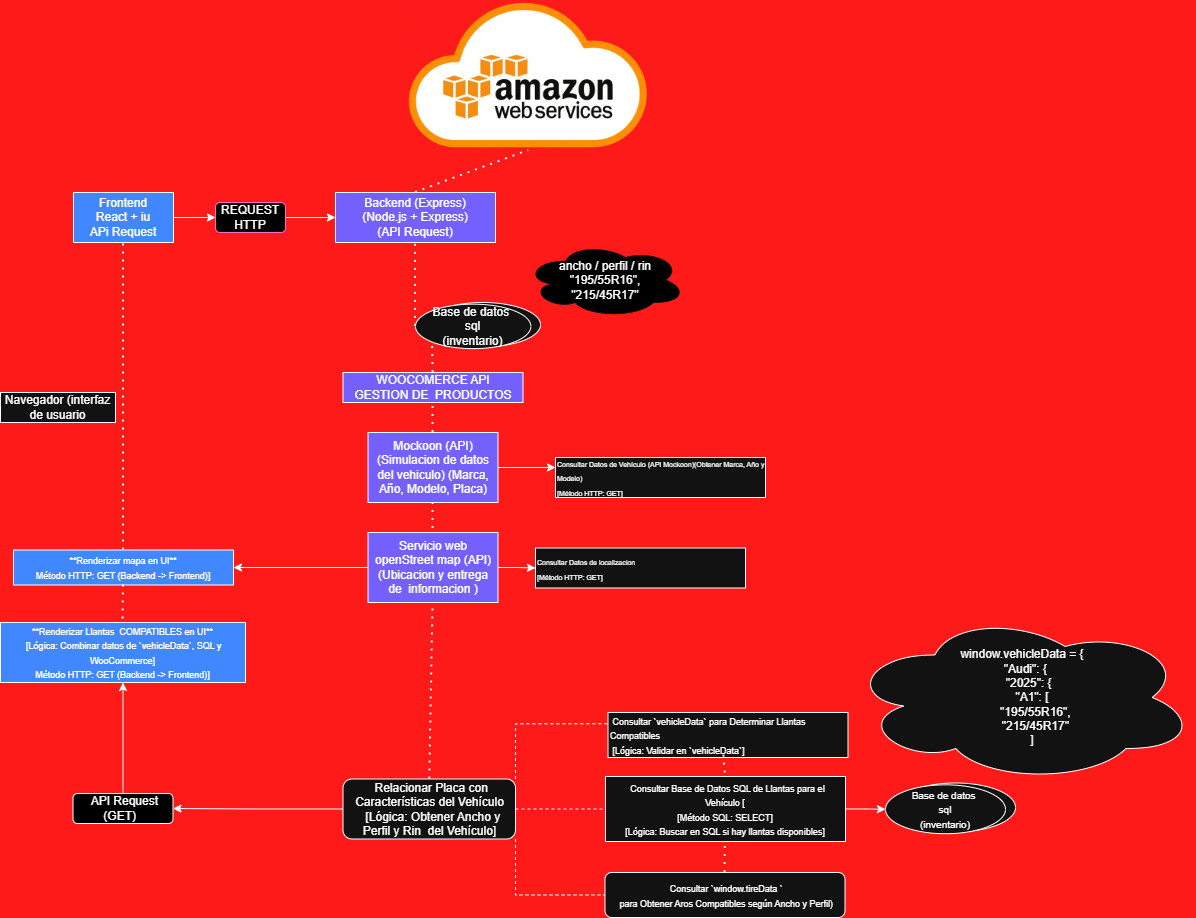 amazon
web services
Frontend
React + iu
APi Request
REQUEST
HTTP
Backend (Express)
(Node.js + Express)
(API Request)
ancho / perfil / rin
"195/55R16",
"215/45R17"
Base de datos
sql
(inventario)
WOOCOMERCE API
GESTION DE PRODUCTOS
Navegador (interfaz
de usuario
Mockoon (API)
(Simulacion de datos
del vehiculo) (Marca,
Año, Modelo, Placa)
Consultar Datos de Vehículo (API Mockoon)(Obtener Marca, Año y
Modelo)
[Método HTTP: GET]
Servicio web
openStreet map (API)
(Ubicacion y entrega
de informacion )
Consultar Datos de localizacion
[Método HTTP: GET]
**Renderizar mapa en UI**
Método HTTP: GET (Backend -> Frontend)]
**Renderizar Llantas COMPATIBLES en UI**
[Lógica: Combinar datos de `vehicleData`, SQL y
WooCommerce]
Método HTTP: GET (Backend -> Frontend)]
window.vehicleData = {
"Audi": {
"2025": {
"A1": [
"195/55R16",
"215/45R17"
]
Consultar `vehicleData` para Determinar Llantas
Compatibles
[Lógica: Validar en `vehicleData`]
API Request
(GET)
Relacionar Placa con
Características del Vehículo
[Lógica: Obtener Ancho y
Perfil y Rin del Vehículo]
Consultar Base de Datos SQL de Llantas para el
Vehículo [
[Método SQL: SELECT]
[Lógica: Buscar en SQL si hay llantas disponibles]
Base de datos
sql
(inventario)
Consultar `window.tireData `
para Obtener Aros Compatibles según Ancho y Perfil)